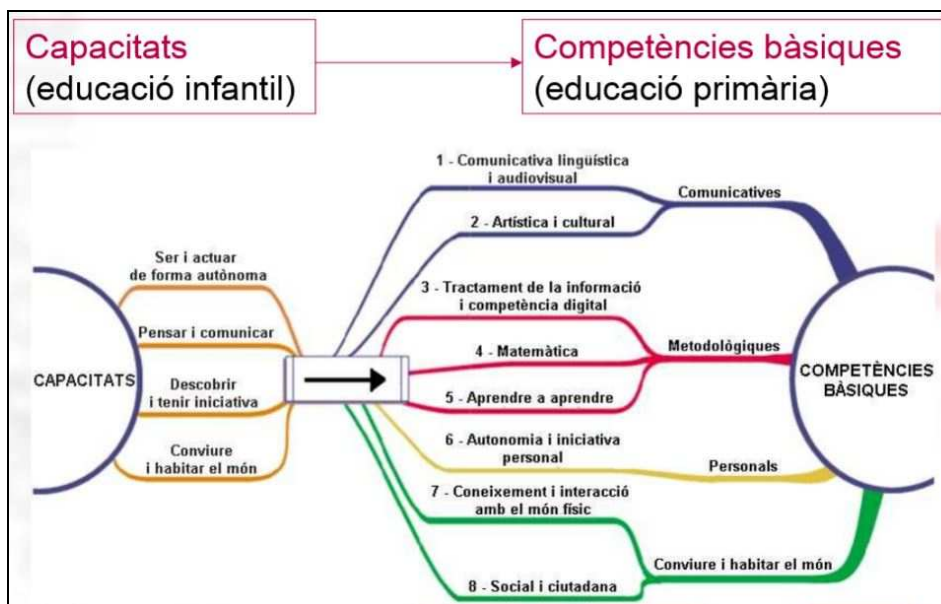 Capacitats
(educació infantil)
Competències bàsiques
(educació primària)
CAPACITATS
Ser i actuar
de forma autònoma
Pensar i comunicar
Descobrir
i tenir iniciativa
Conviure
i habitar el món
1 - Comunicativa lingüística
i audiovisual
2 - Artística i cultural
Comunicatives
3 - Tractament de la informació
i competència digital
4 - Matemàtica
5 - Aprendre a aprendre
Metodològiques
6 - Autonomia i iniciativa
personal
Personals
7 - Coneixement i interacció
amb el món físic
8 - Social i ciutadana
Conviure i habitar el món
COMPETÈNCIES
BÀSIQUES